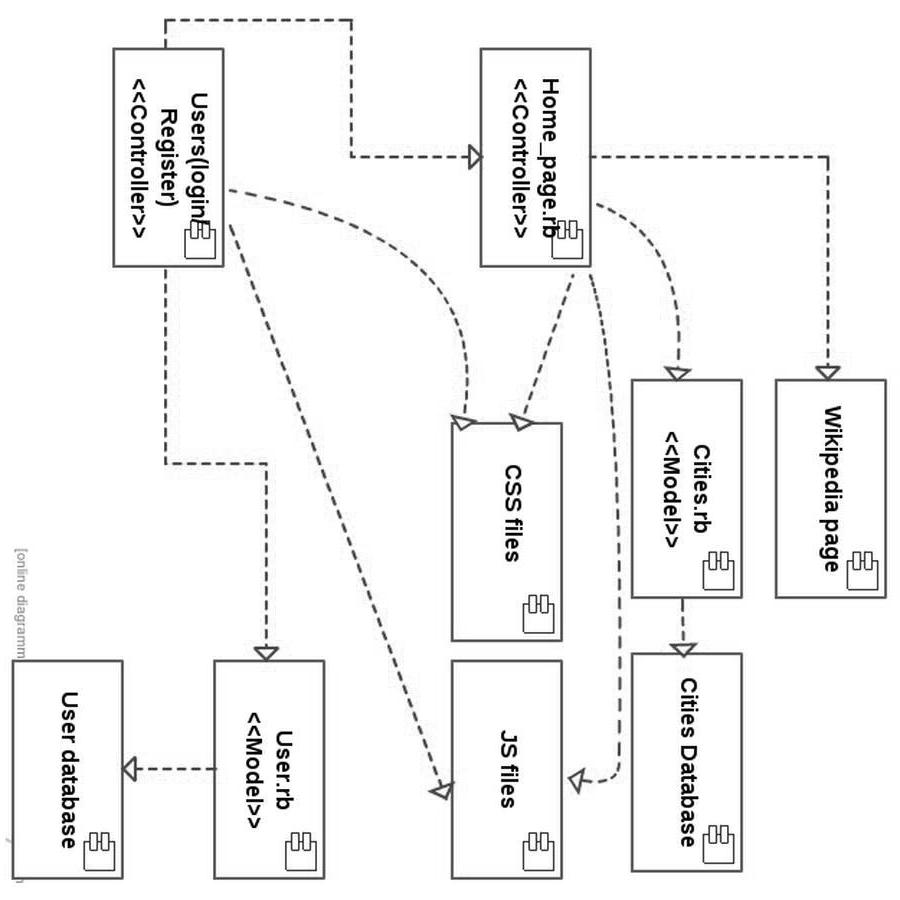 Wikipedia page
Cities.rb
<<Model>>
Cities Database
Home_page.rb
<<Controller>>
CSS files
JS files
Users(login/
Register)
<<Controller>>
User.rb
<<Model>>
User database
[online diagramm